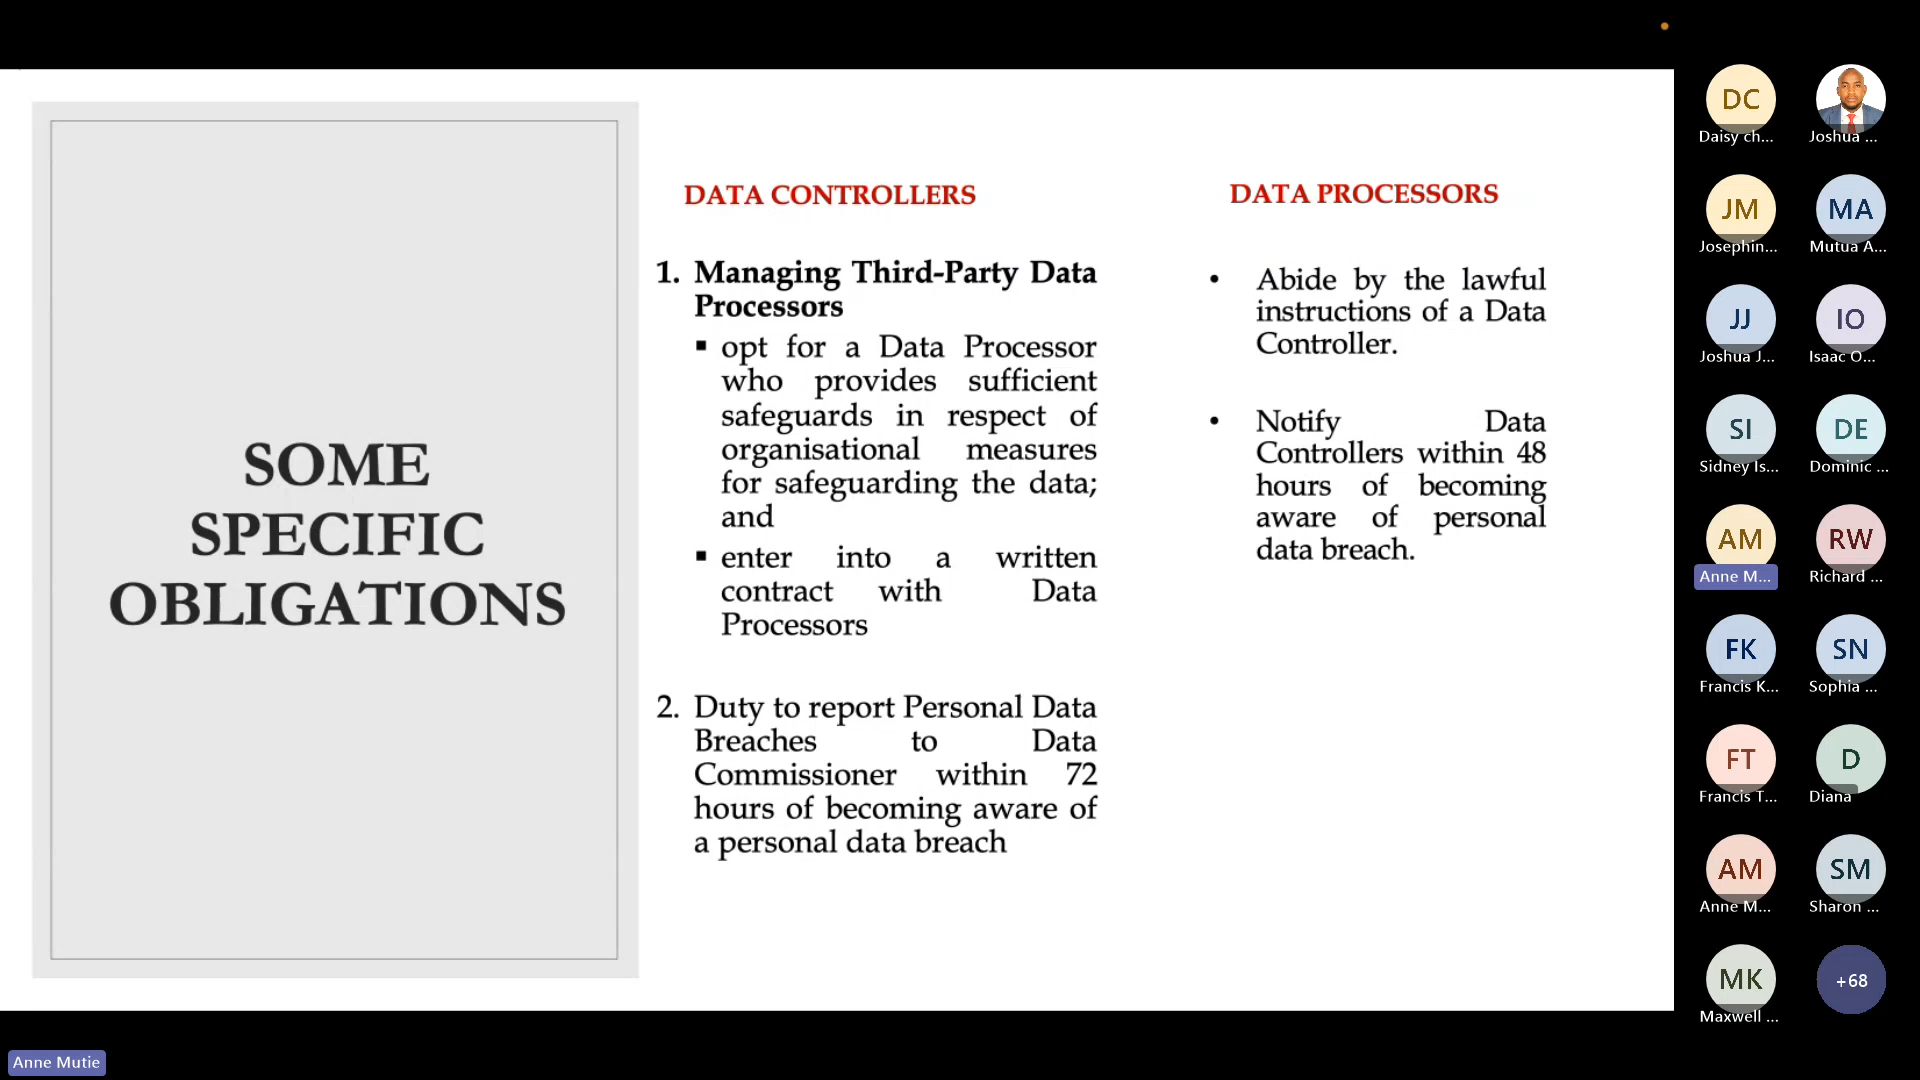 SOME
SPECIFIC
OBLIGATIONS
DATA CONTROLLERS
1. Managing Third-Party Data
Processors
▪ opt for a Data Processor
who provides sufficient
safeguards in respect of
organisational measures
for safeguarding the data;
and
▪ enter into a written
contract with Data
Processors
2. Duty to report Personal Data
Breaches to Data
Commissioner within 72
hours of becoming aware of
a personal data breach
DATA PROCESSORS
• Abide by the lawful
instructions of a Data
Controller.
• Notify Data
Controllers within 48
hours of becoming
aware of personal
data breach.
DC
Daisy ch...
Joshua ...
JM
Josephin...
MA
Mutua A...
JJ
Joshua J...
IO
Isaac O...
SI
Sidney Is...
DE
Dominic ...
AM
Anne M...
RW
Richard ...
FK
Francis K...
SN
Sophia ...
FT
Francis T...
D
Diana
AM
Anne M...
SM
Sharon ...
MK
Maxwell ...
+68
Anne Mutie